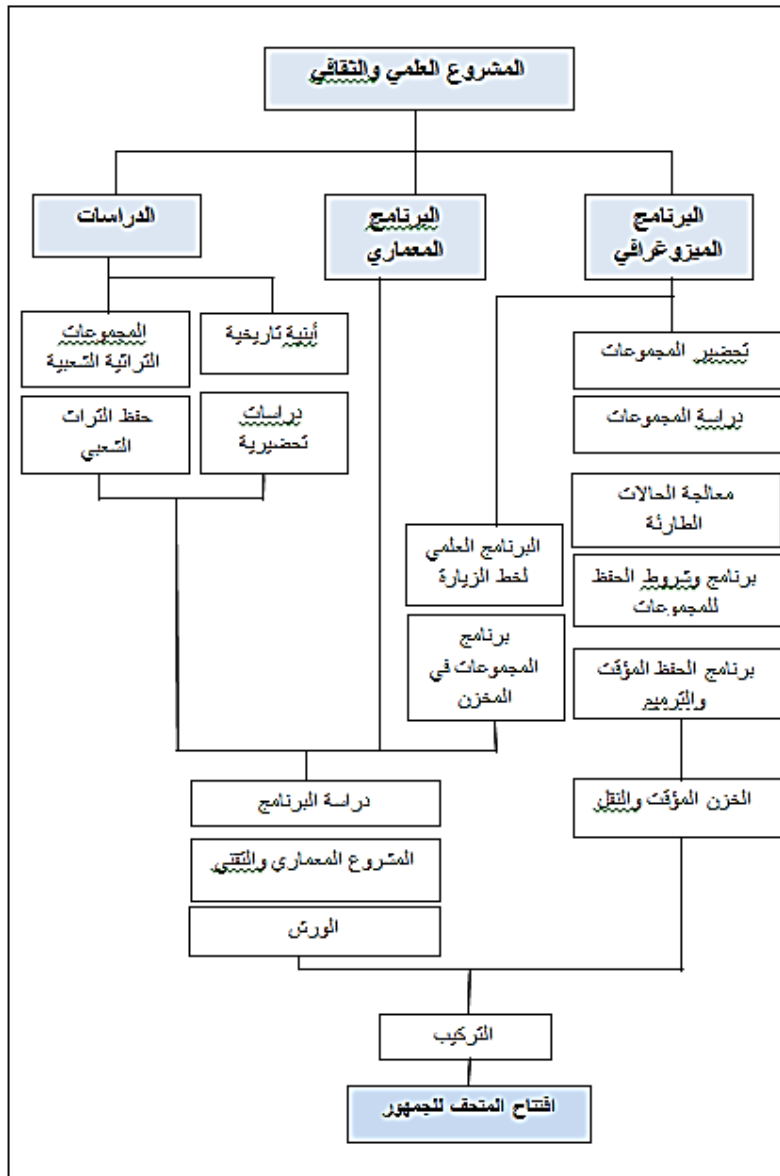 المشروع العلمي والثقافي
البرنامج
الميزوغرافي
البرنامج
المعماري
الدراسات
تحضير المجموعات
دراسة المجموعات
معالجة الحالات
الطارئة
برنامج وشروط الحفظ
للمجموعات
برنامج الحفظ المؤقت
والترميم
الخزن المؤقت والنقل
البرنامج العلمي
لخط الزيارة
برنامج
المجموعات في
المخزن
أبنية تاريخية
دراسات
تحضيرية
المجموعات
التراثية الشعبية
حفظ التراث
الشعبي
دراسة البرنامج
المشروع المعماري والتقني
الورش
التركيب
افتتاح المتحف للجمهور